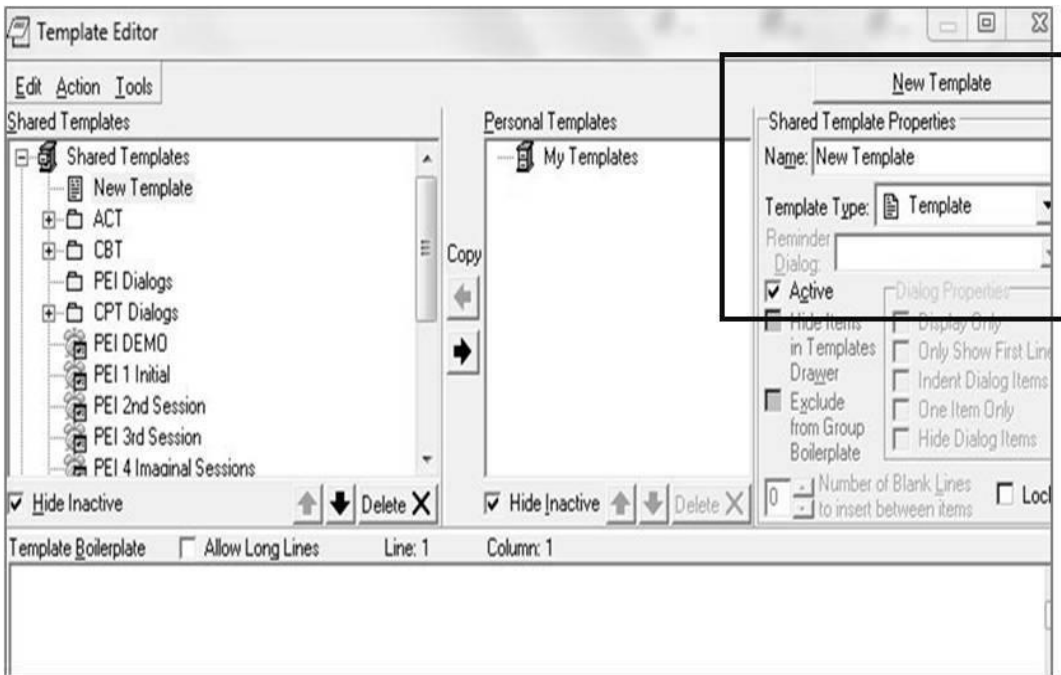 Template Editor
Edit Action Tools
New Template
Shared Templates
Shared Templates
New Template
ACT
CBT
PEI Dialogs
CPT Dialogs
PEI DEMO
PEI 1 Initial
PEI 2nd Session
PEI 3rd Session
PEI 4 Imaginal Sessions
Hide Inactive
Delete
Copy
Personal Templates
My Templates
Hide Inactive
Delete
Shared Template Properties
Name: New Template
Template Type: Template
Reminder
Dialog:
Active
Hide Items
in Templates
Drawer
Exclude
from Group
Boilerplate
Dialog Properties
Display Only
Only Show First Line
Indent Dialog Items
One Item Only
Hide Dialog Items
0 Number of Blank Lines
to insert between items
Lock
Template Boilerplate Allow Long Lines Line: 1 Column: 1